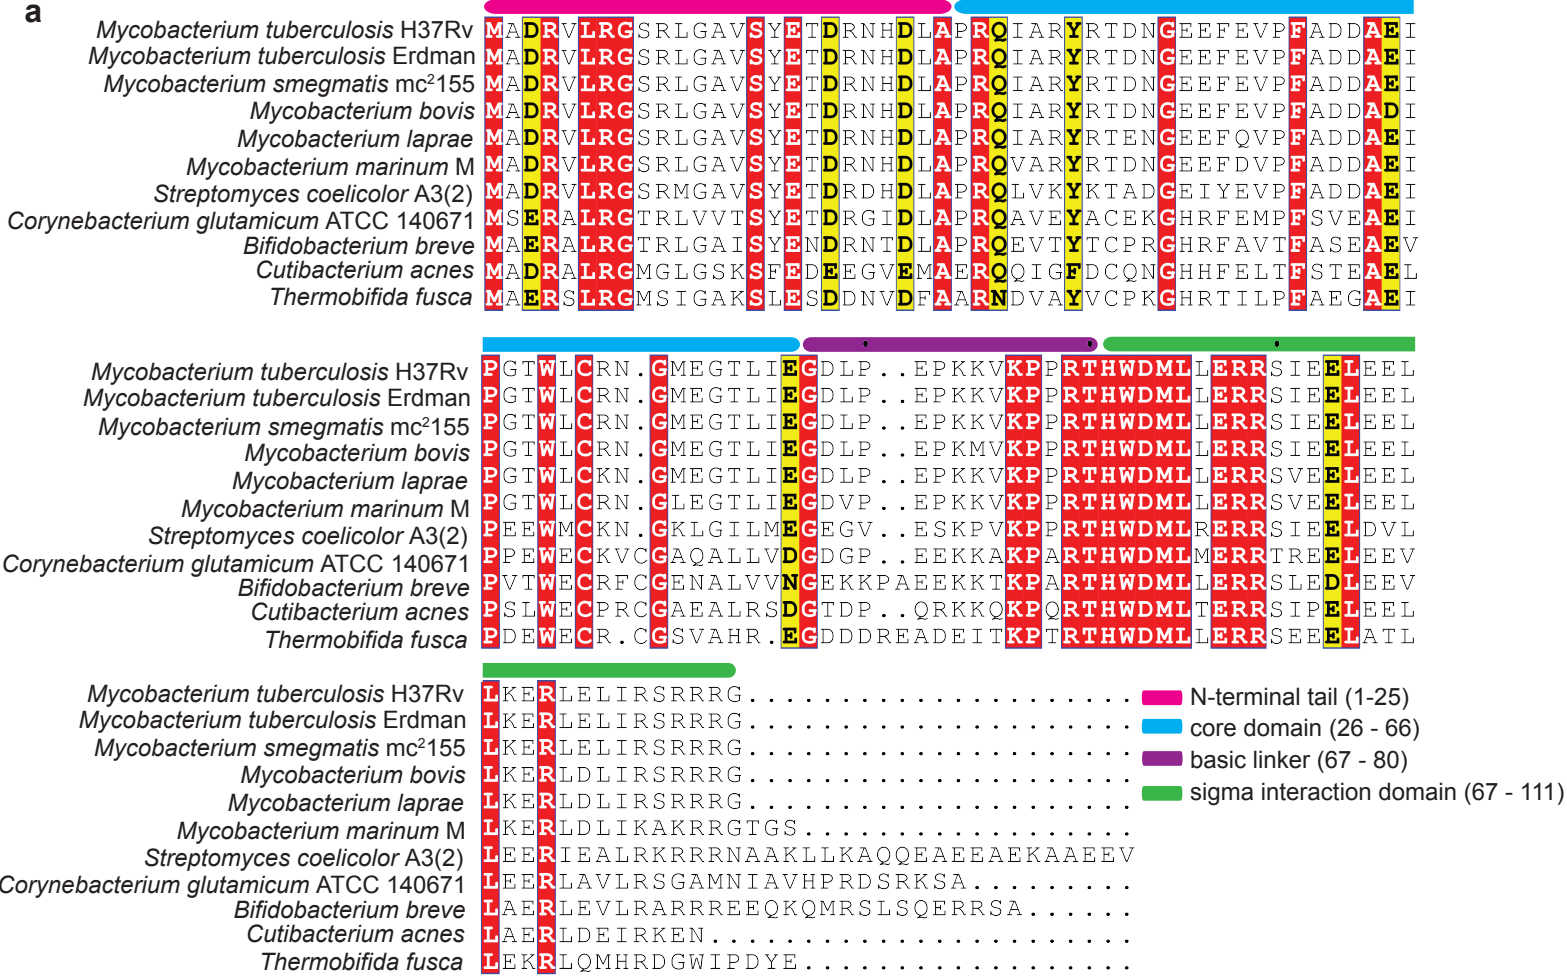 a
Mycobacterium tuberculosis H37Rv MADRVLRGSRLGAVSYETDRNHDLAPRQIARYRTDNGEEFEVPFADDAEI
Mycobacterium tuberculosis Erdman MADRVLRGSRLGAVSYETDRNHDLAPRQIARYRTDNGEEFEVPFADDAEI
Mycobacterium smegmatis mc²155 MADRVLRGSRLGAVSYETDRNHDLAPRQIARYRTDNGEEFEVPFADDAEI
Mycobacterium bovis MADRVLRGSRLGAVSYETDRNHDLAPRQIARYRTDNGEEFEVPFADDADI
Mycobacterium laprae MADRVLRGSRLGAVSYETDRNHDLAPRQIARYRTENGEEFQVPFADDAEI
Mycobacterium marinum M MADRVLRGSRLGAVSYETDRNHDLAPRQVARYRTDNGEEFDVPFADDAEI
Streptomyces coelicolor A3(2) MADRVLRGSRMGAVSYETDRDHDLAPRQLVKYKTADGEIYEVPFADDAEI
Corynebacterium glutamicum ATCC 140671 MSERALRGTRLVVTSYETDRGIDLAPRQAVEYACEKGHRFEMPFSVEAEI
Bifidobacterium breve MAERALRGTRLGAISYENDRNTDLAPRQEVTYTCPRGHRFAVTFASEAEV
Cutibacterium acnes MADRALRGMGLGSKSFEDEEGVEMAERQQIGFDCQNGHHFELTFSTEAEL
Thermobifida fusca MAERSLRGMSIGAKSLESDDNVDFAARNDVAYVCPKGHRTILPFAEGAEI
Mycobacterium tuberculosis H37Rv PGTWLCRN.GMEGTLIEGDLP..EPKKVKPPRTHWDMLLERRSIEELEEL
Mycobacterium tuberculosis Erdman PGTWLCRN.GMEGTLIEGDLP..EPKKVKPPRTHWDMLLERRSIEELEEL
Mycobacterium smegmatis mc²155 PGTWLCRN.GMEGTLIEGDLP..EPKKVKPPRTHWDMLLERRSIEELEEL
Mycobacterium bovis PGTWLCRN.GMEGTLIEGDLP..EPKMVKPPRTHWDMLLERRSIEELEEL
Mycobacterium laprae PGTWLCKN.GMEGTLIEGDLP..EPKKVKPPRTHWDMLLERRSVEELEEL
Mycobacterium marinum M PGTWLCKN.GLEGTLIEGDVP..EPKKVKPPRTHWDMLLERRSVEELEEL
Streptomyces coelicolor A3(2) PEEWMCKN.GKLGILMEGEGV..ESKPVKPPRTHWDMLRERRSIEELDVL
Corynebacterium glutamicum ATCC 140671 PPEWECKVCGAQALLVDGDGP..EEKKAKPARTHWDMLMERRTREELEEV
Bifidobacterium breve PVTWECRFCGENALVVNGEKKPAEEKKTKPARTHWDMLLERRSLEDLEEV
Cutibacterium acnes PSLWECPRCGAEALRSDGTDP..QRKKQKPQRTHWDMLTERRSIPELEEL
Thermobifida fusca PDEWECR.CGSVAHR.EGDDDREADEITKPTRTHWDMLLERRSEEELATL
Mycobacterium tuberculosis H37Rv LKERLELIRSRRRG.....................
Mycobacterium tuberculosis Erdman LKERLELIRSRRRG.....................
Mycobacterium smegmatis mc²155 LKERLELIRSRRRG.....................
Mycobacterium bovis LKERLDLIRSRRRG.....................
Mycobacterium laprae LKERLDLIRSRRRG.....................
Mycobacterium marinum M LKERLDLIKAKRRGTGS..................
Streptomyces coelicolor A3(2) LEERIEALRKRRRNAAKLLKAQQEAEEAEKAAEEV
Corynebacterium glutamicum ATCC 140671 LEERLAVLRSGAMNIAVHPRDSRKSA.........
Bifidobacterium breve LAERLEVLRARRRREEQKQMRSLSQERRSA......
Cutibacterium acnes LAERLDEIRKEN.......................
Thermobifida fusca LEKRLQMHRDGWIPDYE..................
N-terminal tail (1-25)
core domain (26 - 66)
basic linker (67 - 80)
sigma interaction domain (67 - 111)